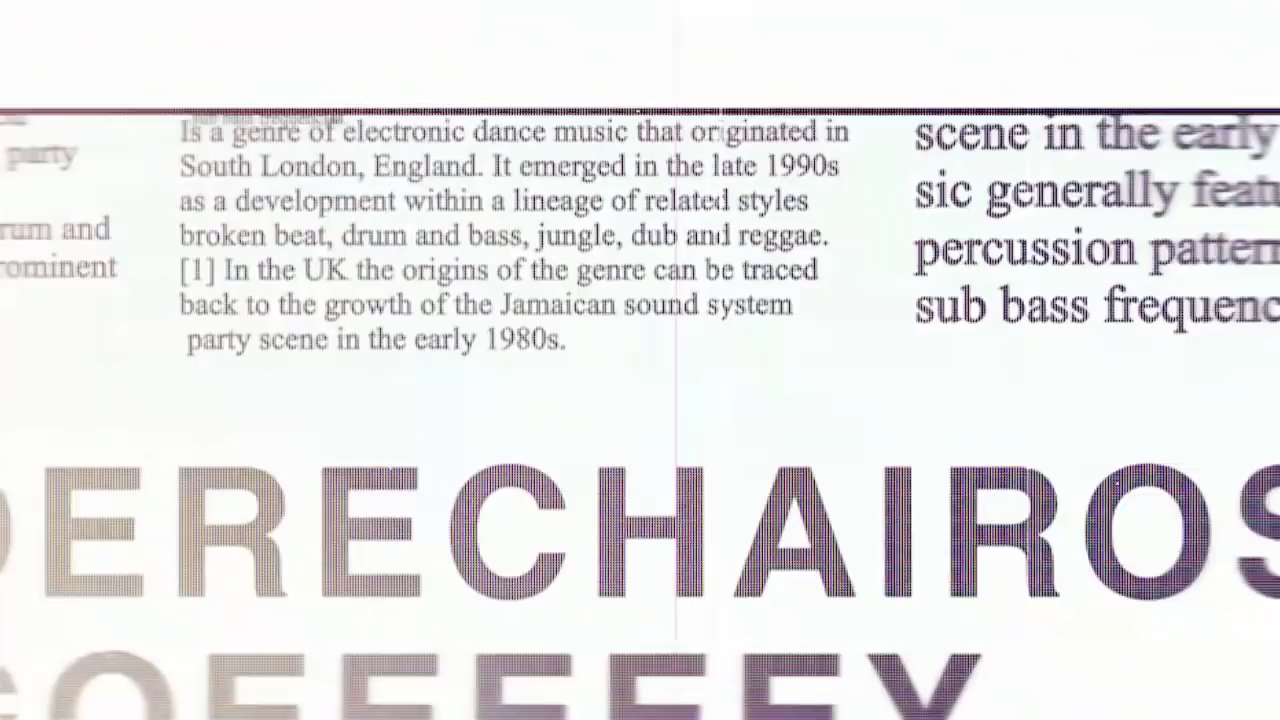 party
rum and
rominent
Is a genre of electronic dance music that originated in
South London, England. It emerged in the late 1990s
as a development within a lineage of related styles
broken beat, drum and bass, jungle, dub and reggae.
[1] In the UK the origins of the genre can be traced
back to the growth of the Jamaican sound system
party scene in the early 1980s.
scene in the early
sic generally featu
percussion pattern
sub bass frequenc
DERECHAIROS